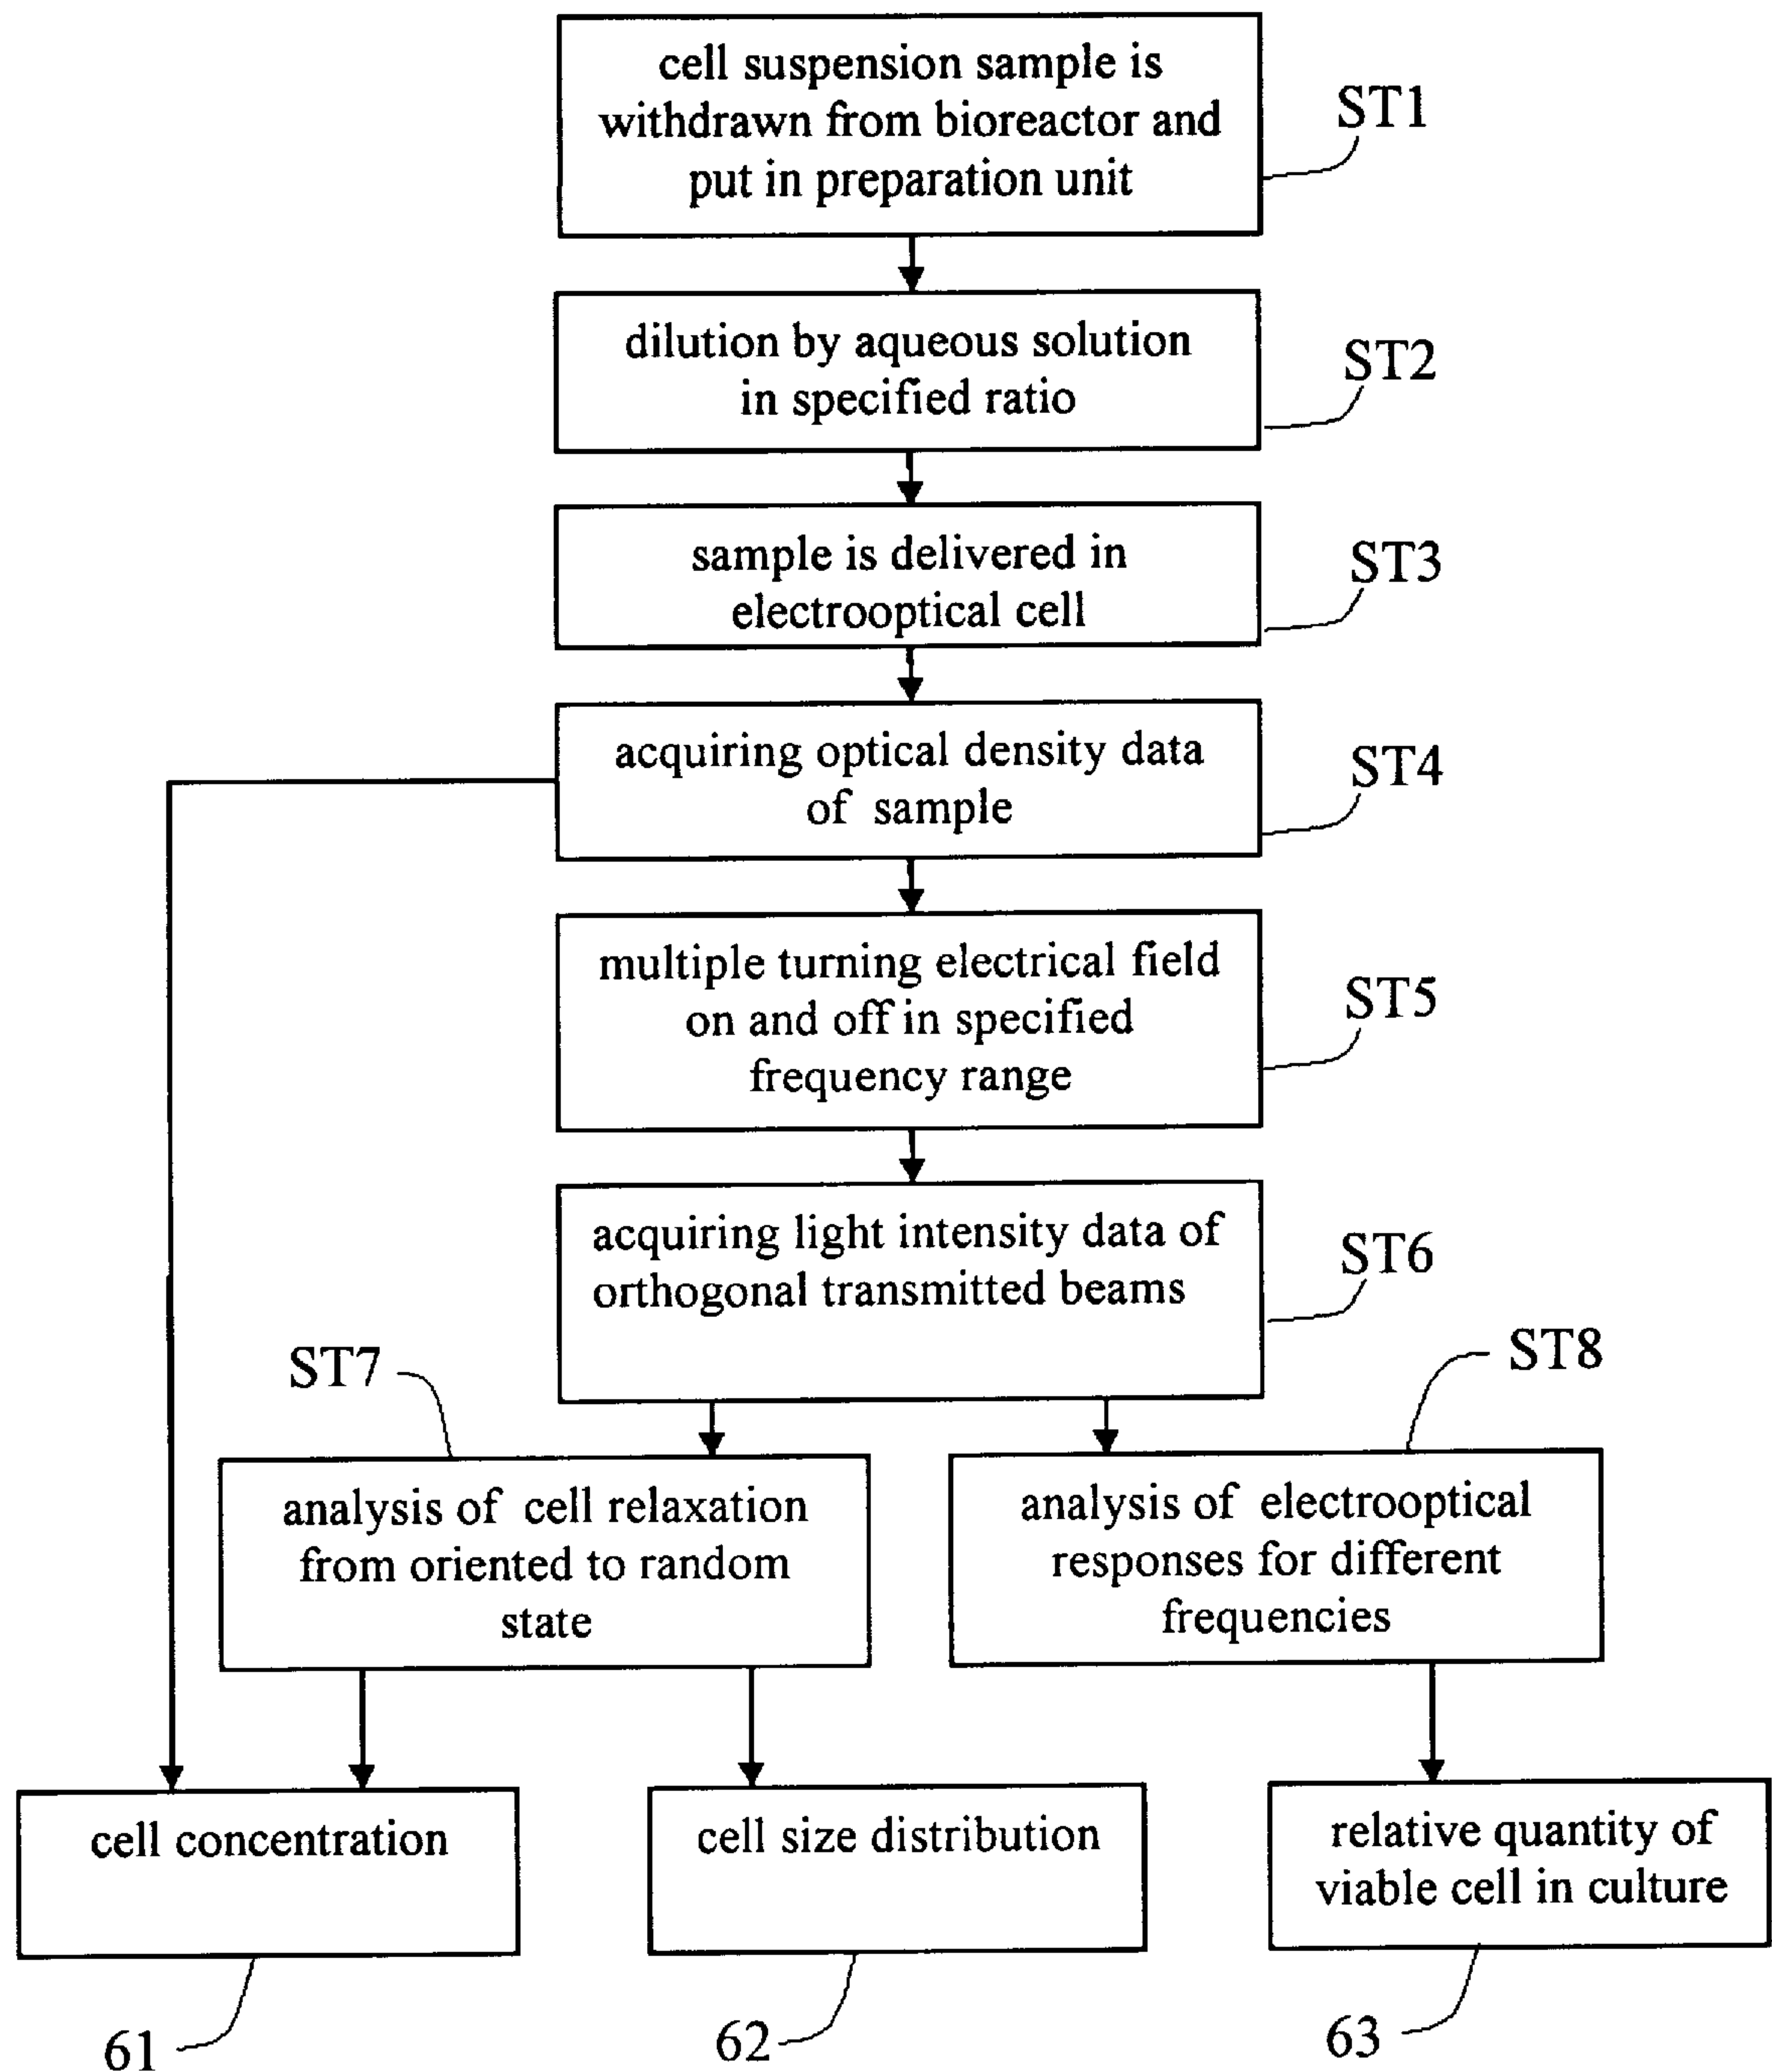 cell suspension sample is
withdrawn from bioreactor and
put in preparation unit
ST1
dilution by aqueous solution
in specified ratio
ST2
sample is delivered in
electrooptical cell
ST3
acquiring optical density data
of sample
ST4
multiple turning electrical field
on and off in specified
frequency range
ST5
acquiring light intensity data of
orthogonal transmitted beams
ST6
ST7
ST8
analysis of cell relaxation
from oriented to random
state
analysis of electrooptical
responses for different
frequencies
cell concentration
cell size distribution
relative quantity of
viable cell in culture
61
62
63